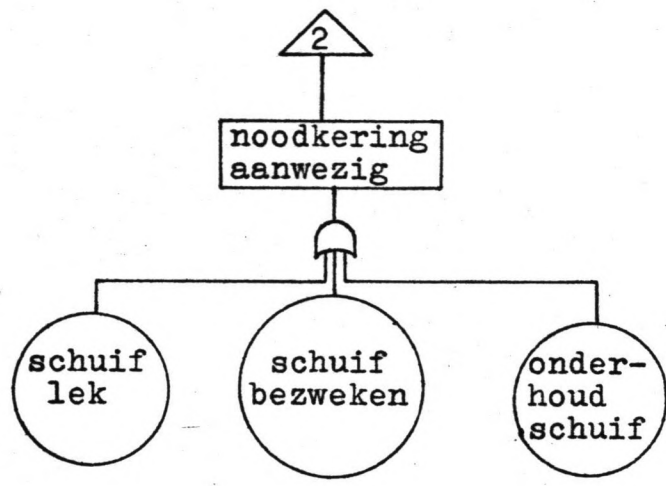 2
noodkering
aanwezig
schuif
lek
schuif
bezweken
onder-
houd
schuif